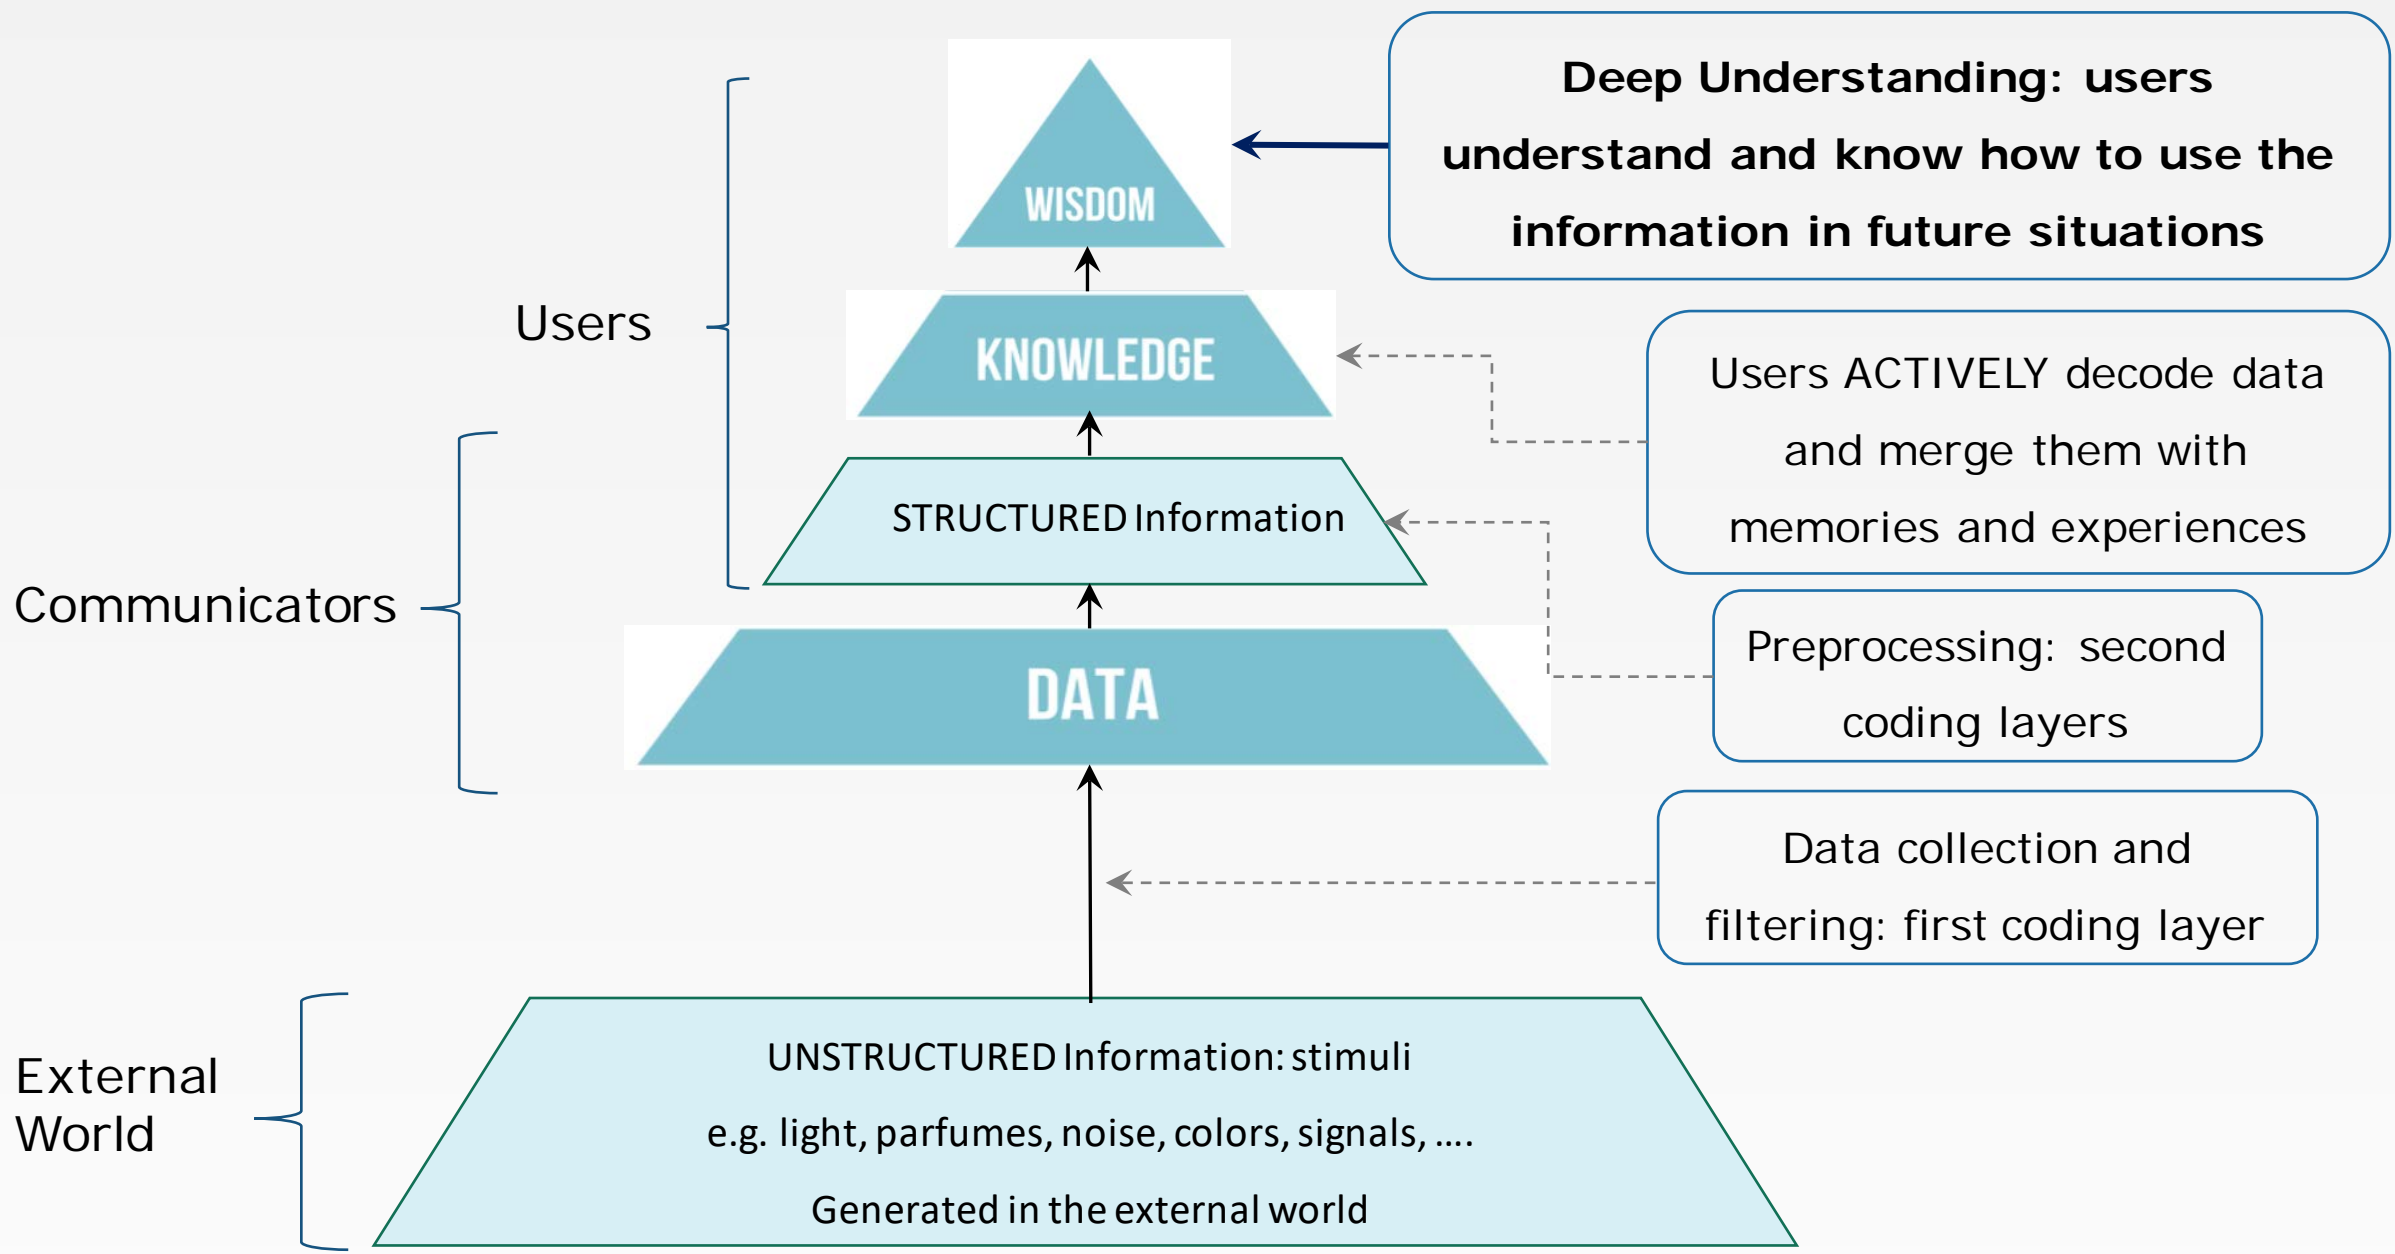 WISDOM
Deep Understanding: users
understand and know how to use the
information in future situations
Users
KNOWLEDGE
Users ACTIVELY decode data
and merge them with
memories and experiences
STRUCTURED Information
Communicators
DATA
Preprocessing: second
coding layers
Data collection and
filtering: first coding layer
External
World
UNSTRUCTURED Information: stimuli
e.g. light, parfumes, noise, colors, signals, ....
Generated in the external world